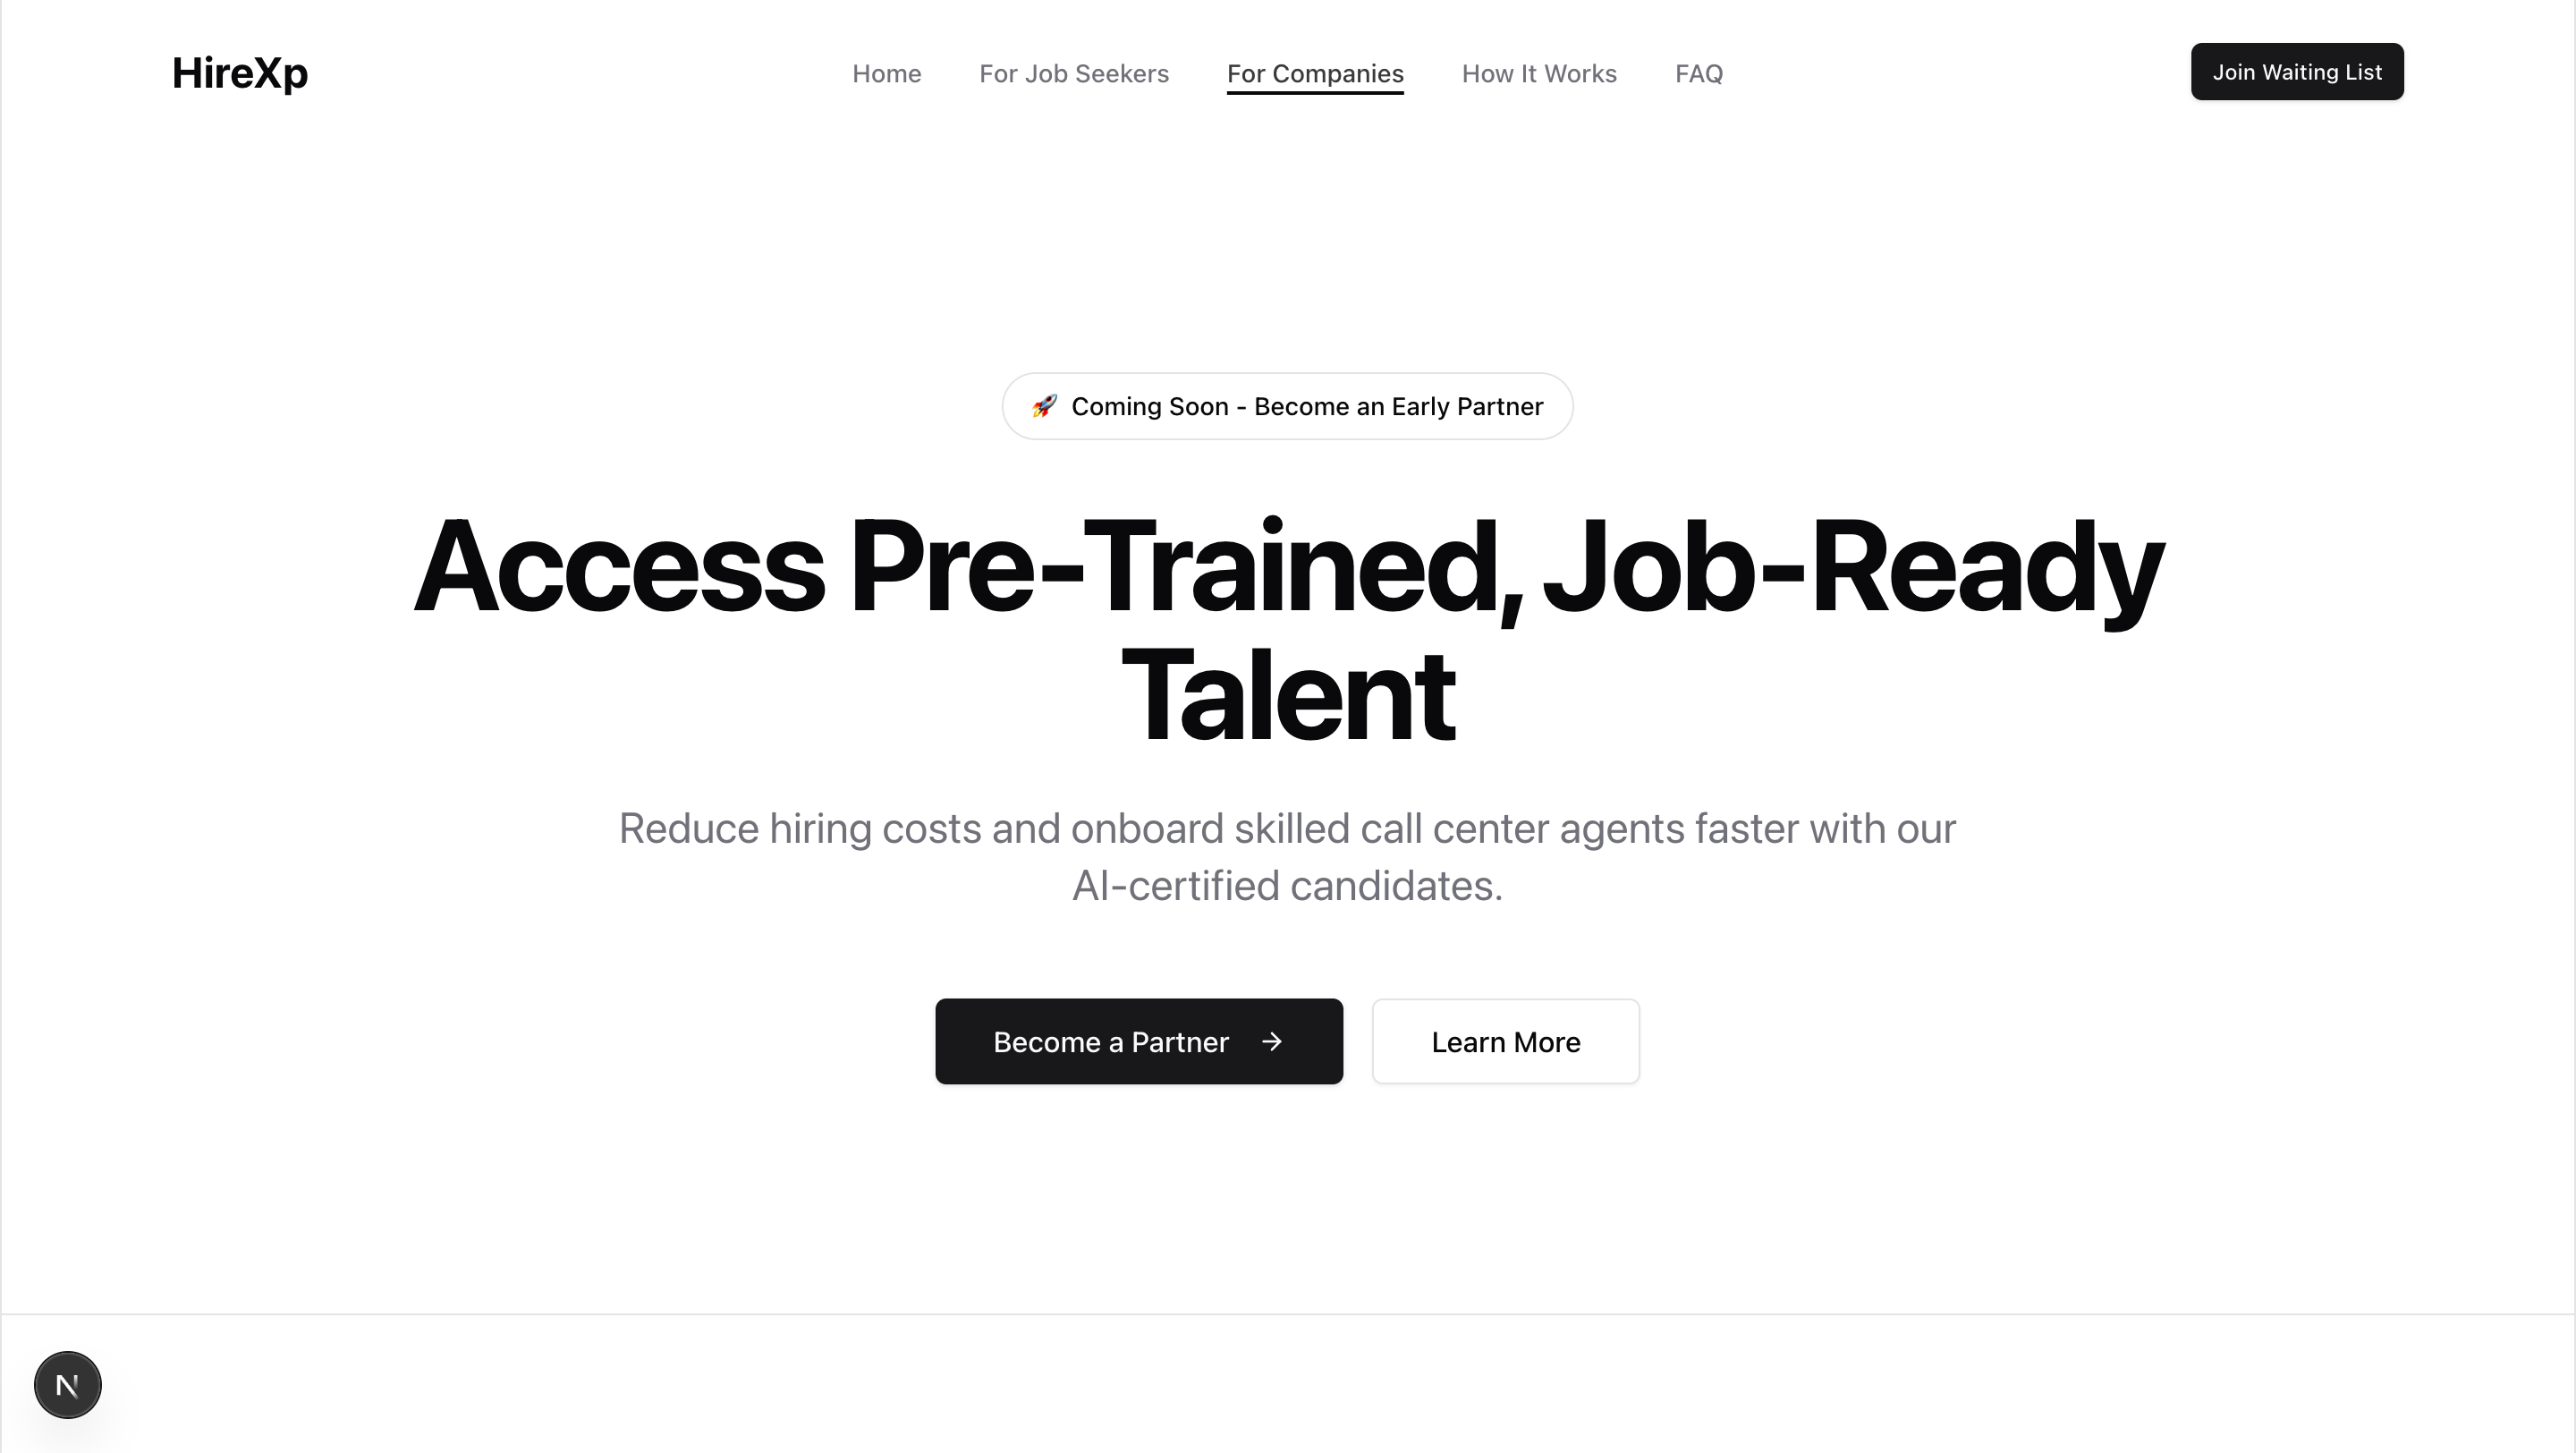 HireXp
Home
For Job Seekers
For Companies
How It Works
FAQ
Join Waiting List
🚀 Coming Soon - Become an Early Partner
Access Pre-Trained, Job-Ready
Talent
Reduce hiring costs and onboard skilled call center agents faster with our
AI-certified candidates.
Become a Partner →
Learn More
N